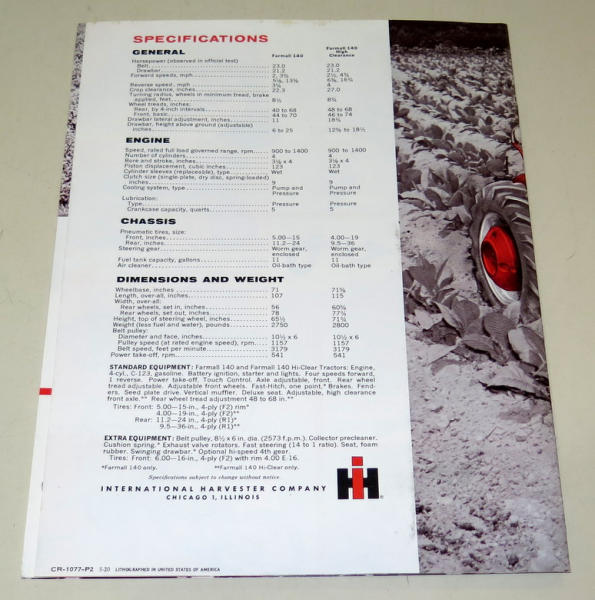 SPECIFICATIONS
GENERAL
Farmall 140
Farmall 140 High Clearance
Horsepower (observed in official test)
Belt 23.0 23.0
Drawbar 21.2 21.2
Forward speeds, mph
Reverse speed, mph 4
Crop clearance, inches 22.3 27.0
Turning radius, wheels in minimum tread, brake
applied, feet 8½
Wheel treads, inches:
Rear, by 4-inch intervals 40 to 68 48 to 68
Front, basic 44 to 70 46 to 74
Drawbar lateral adjustment, inches 11
Drawbar, height above ground (adjustable)
inches 6 to 25
ENGINE
Speed, rated full load governed range, rpm 900 to 1400 900 to 1400
Number of cylinders 4 4
Bore and stroke, inches 3⅛ x 4 3⅛ x 4
Piston displacement, cubic inches 123 123
Cylinder sleeves (replaceable), type Wet Wet
Clutch size (single-plate, dry disc, spring-loaded)
inches 9 9
Cooling system, type Pump and Pump and
Pressure Pressure
Lubrication:
Type Pressure Pressure
Crankcase capacity, quarts 5 5
CHASSIS
Pneumatic tires, size:
Front, inches 5.00—15 4.00—19
Rear, inches 11.2—24 9.5—36
Steering gear Worm gear, Worm gear,
enclosed enclosed
Fuel tank capacity, gallons 11 11
Air cleaner Oil-bath type Oil-bath type
DIMENSIONS AND WEIGHT
Wheelbase, inches 71
Length, over-all, inches 107 115
Width, over-all:
Rear wheels, set in, inches 56
Rear wheels, set out, inches 78
Height, top of steering wheel, inches 65½
Weight (less fuel and water), pounds 2750 2800
Belt pulley:
Diameter and face, inches 10½ x 6 10½ x 6
Pulley speed (at rated engine speed), rpm 1157 1157
Belt speed, feet per minute 3179 3179
Power take-off, rpm 541 541
STANDARD EQUIPMENT: Farmall 140 and Farmall 140 Hi-Clear Tractors: Engine,
4-cyl., C-123, gasoline. Battery ignition, starter and lights. Four speeds forward,
1 reverse. Power take-off, Touch Control. Axle adjustable, front. Rear wheel
tread adjustable. Adjustable front wheels. Fast-Hitch, one point,* Brakes. Fend-
ers. Seed plate drive. Vertical muffler. Deluxe seat. Adjustable, high clearance
front axle.** Rear wheel tread adjustment 48 to 68 in.**
Tires: Front: 5.00—15-in., 4-ply (F2) rim*
4.00—19-in., 4-ply (F2)**
Rear: 11.2—24 in., 4-ply (R1)*
9.5—36-in., 4-ply (R1)**
EXTRA EQUIPMENT: Belt pulley, 8½ x 6 in. dia. (2573 f.p.m.). Collector precleaner.
Cushion spring.* Exhaust valve rotators. Fast steering (14 to 1 ratio). Seat, foam
rubber. Swinging drawbar.* Optional hi-speed 4th gear.
Tires: Front: 6.00—16-in., 4-ply (F2) with rim 4.00 E-16.
*Farmall 140 only. **Farmall 140 Hi-Clear only.
Specifications subject to change without notice
INTERNATIONAL HARVESTER COMPANY
CHICAGO 1, ILLINOIS
IH
CR-1077-P2 5-20 LITHOGRAPHED IN UNITED STATES OF AMERICA